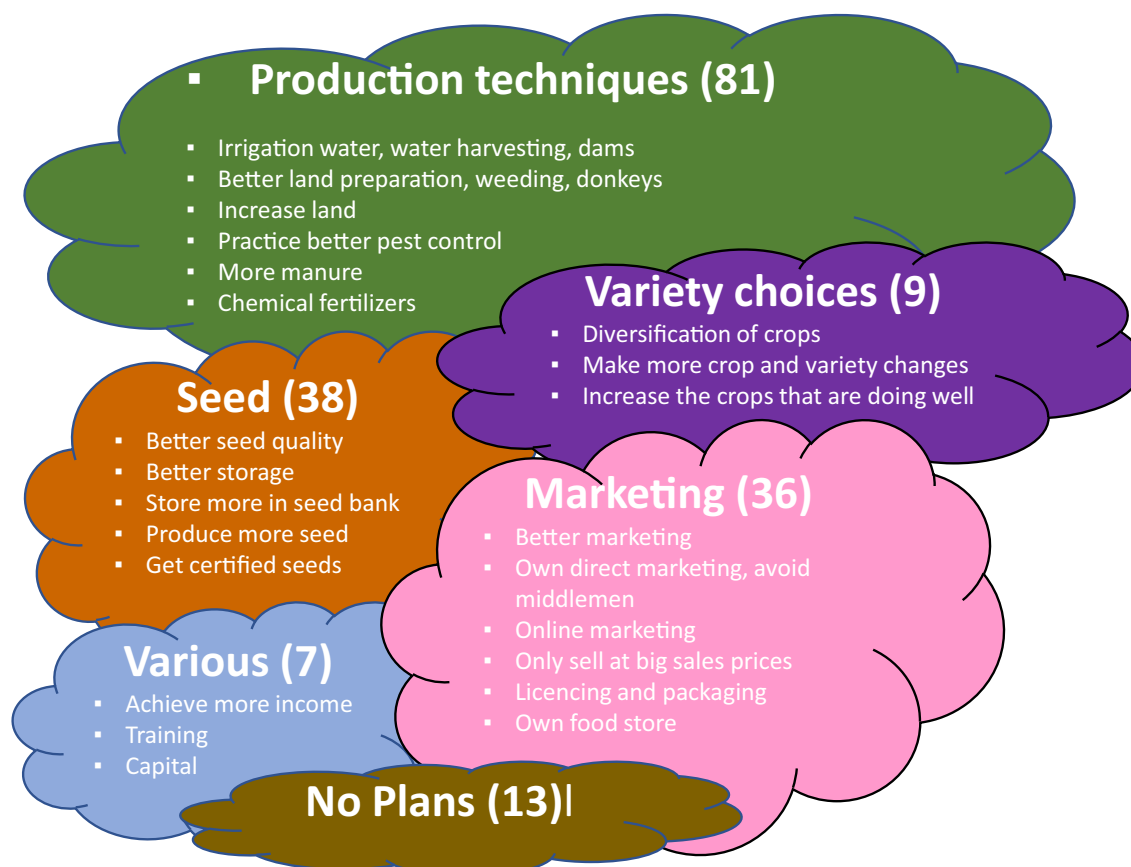 ▪ Production techniques (81)
▪ Irrigation water, water harvesting, dams
▪ Better land preparation, weeding, donkeys
▪ Increase land
▪ Practice better pest control
▪ More manure
▪ Chemical fertilizers
Variety choices (9)
▪ Diversification of crops
▪ Make more crop and variety changes
▪ Increase the crops that are doing well
Seed (38)
▪ Better seed quality
▪ Better storage
▪ Store more in seed bank
▪ Produce more seed
▪ Get certified seeds
Marketing (36)
▪ Better marketing
▪ Own direct marketing, avoid
middlemen
▪ Online marketing
▪ Only sell at big sales prices
▪ Licencing and packaging
▪ Own food store
Various (7)
▪ Achieve more income
▪ Training
▪ Capital
No Plans (13)l